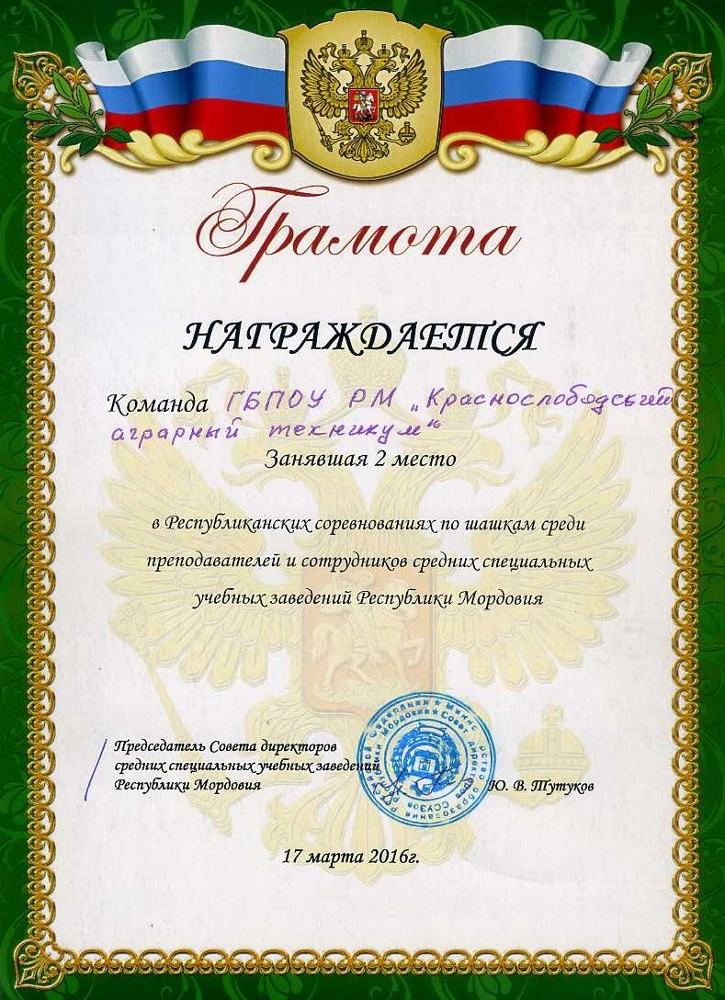 Грамота
НАГРАЖДАЕТСЯ
Команда ГБПОУ РМ „Краснослободский
аграрный техникум“
Занявшая 2 место
в Республиканских соревнованиях по шашкам среди
преподавателей и сотрудников средних специальных
учебных заведений Республики Мордовия
Председатель Совета директоров
средних специальных учебных заведений
Республики Мордовия
Ю. В. Тутуков
17 марта 2016г.